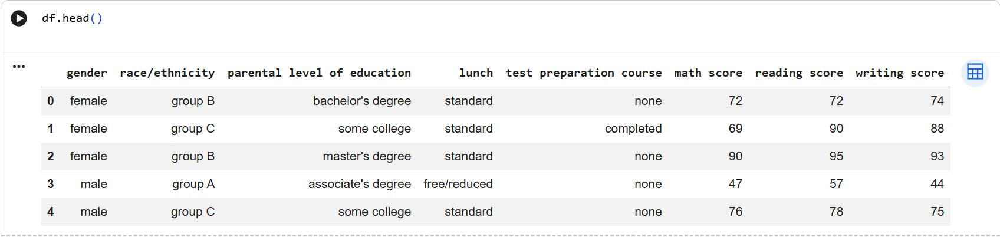 df.head()
gender race/ethnicity parental level of education lunch test preparation course math score reading score writing score
0 female group B bachelor's degree standard none 72 72 74
1 female group C some college standard completed 69 90 88
2 female group B master's degree standard none 90 95 93
3 male group A associate's degree free/reduced none 47 57 44
4 male group C some college standard none 76 78 75